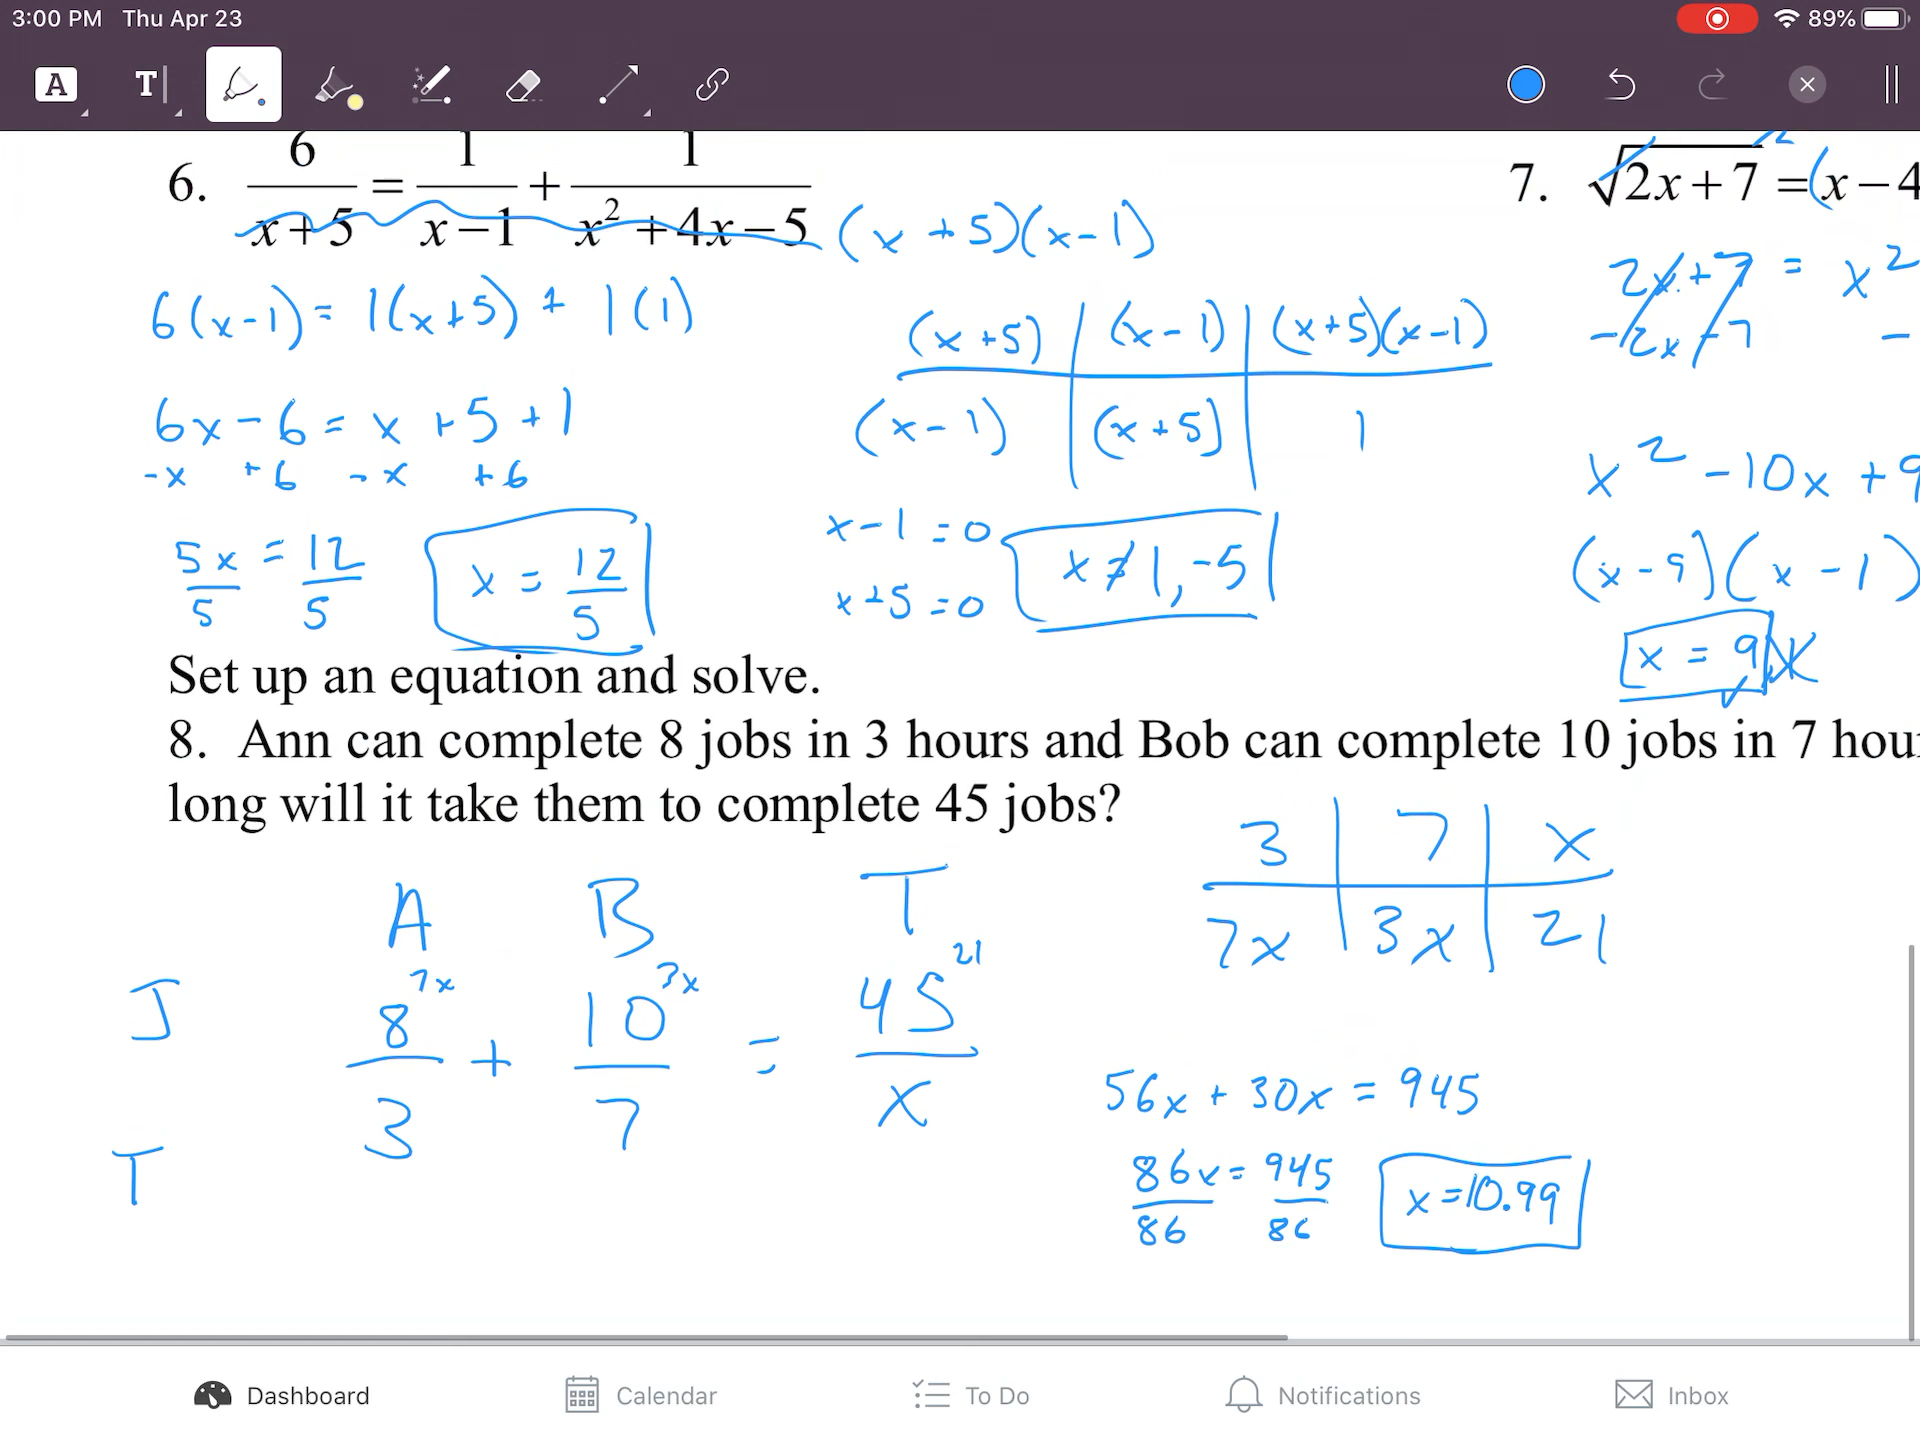 3:00 PM Thu Apr 23 89%
A T
6. 6/(x+5) = 1/(x−1) + 1/(x² +4x−5) (x +5)(x-1)
7. √2x+7 ² =(x−4
6(x-1) = 1(x+5) + 1(1)
(x+5) | (x-1) | (x+5)(x-1)
(x-1) | (x+5) | 1
6x-6 = x+5+1
-x +6 -x +6
5x/5 = 12/5 x = 12/5
x-1 = 0
x+5 = 0
x ≠ 1, -5
2x+7 = x²
-2x -7 -
x² -10x +9
(x-9)(x-1)
x = 9
Set up an equation and solve.
8. Ann can complete 8 jobs in 3 hours and Bob can complete 10 jobs in 7 hou
long will it take them to complete 45 jobs?
3 | 7 | x
7x | 3x | 21
A B T
J 8 7x 10 3x 45 21
+ =
T 3 7 x
56x + 30x = 945
86x = 945
86 86
x = 10.99
Dashboard Calendar To Do Notifications Inbox